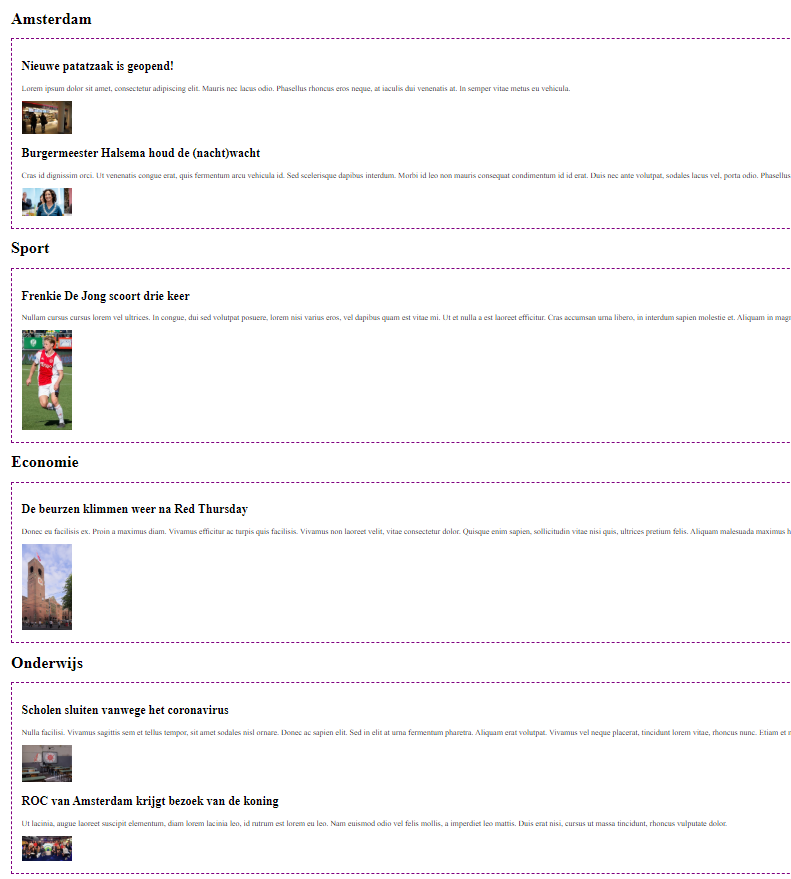 Amsterdam
Nieuwe patatzaak is geopend!
Lorem ipsum dolor sit amet, consectetur adipiscing elit. Mauris nec lacus odio. Phasellus rhoncus eros neque, at iaculis dui venenatis at. In semper vitae metus eu vehicula.
Burgermeester Halsema houd de (nacht)wacht
Cras id dignissim orci. Ut venenatis congue erat, quis fermentum arcu vehicula id. Sed scelerisque dapibus interdum. Morbi id leo non mauris consequat condimentum id id erat. Duis nec ante volutpat, sodales lacus vel, porta odio. Phasellus
Sport
Frenkie De Jong scoort drie keer
Nullam cursus cursus lorem vel ultrices. In congue, dui sed volutpat posuere, lorem nisi varius eros, vel dapibus quam est vitae mi. Ut et nulla a est laoreet efficitur. Cras accumsan urna libero, in interdum sapien molestie et. Aliquam in
Economie
De beurzen klimmen weer na Red Thursday
Donec eu facilisis ex. Proin a maximus diam. Vivamus efficitur ac turpis quis facilisis. Vivamus non laoreet velit, vitae consectetur dolor. Quisque enim sapien, sollicitudin vitae nisi quis, ultrices pretium felis. Aliquam malesuada maximus
Onderwijs
Scholen sluiten vanwege het coronavirus
Nulla facilisi. Vivamus sagittis sem et tellus tempor, sit amet sodales nisl ornare. Donec ac sapien elit. Sed in elit at urna fermentum pharetra. Aliquam erat volutpat. Vivamus vel neque placerat, tincidunt lorem vitae, rhoncus nunc. Etiam et
ROC van Amsterdam krijgt bezoek van de koning
Ut lacinia, augue laoreet suscipit elementum, diam lorem lacinia leo, id rutrum est lorem eu leo. Nam euismod odio vel felis mollis, a imperdiet leo mattis. Duis erat nisi, cursus ut massa tincidunt, rhoncus vulputate dolor.